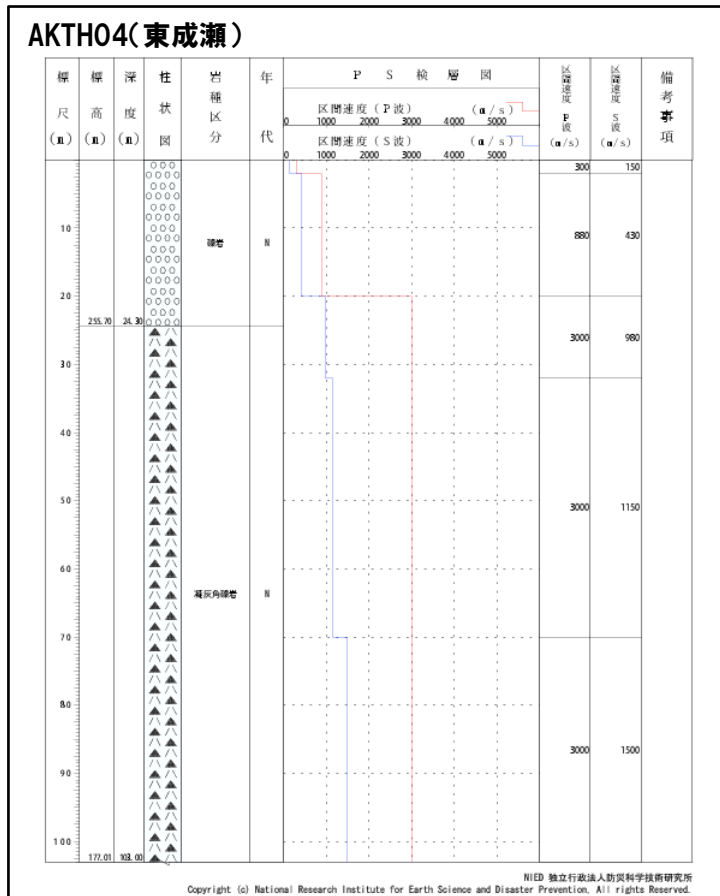 AKTH04(東成瀬)
標尺(m)
標高(m)
深度(m)
性状図
岩種区分
年代
PS検層図
区間速度(P波) (m/s)
0 1000 2000 3000 4000 5000
区間速度(S波) (m/s)
0 1000 2000 3000 4000 5000
区間速度 P波 (m/s)
区間速度 S波 (m/s)
備考事項
300 150
10 礫岩 N 880 430
20
255.70 24.30
3000 980
30
40
50 3000 1150
60
凝灰角礫岩 N
70
80
3000 1500
90
100
177.01 103.00
NIED 独立行政法人防災科学技術研究所
Copyright (c) National Research Institute for Earth Science and Disaster Prevention, All rights Reserved.